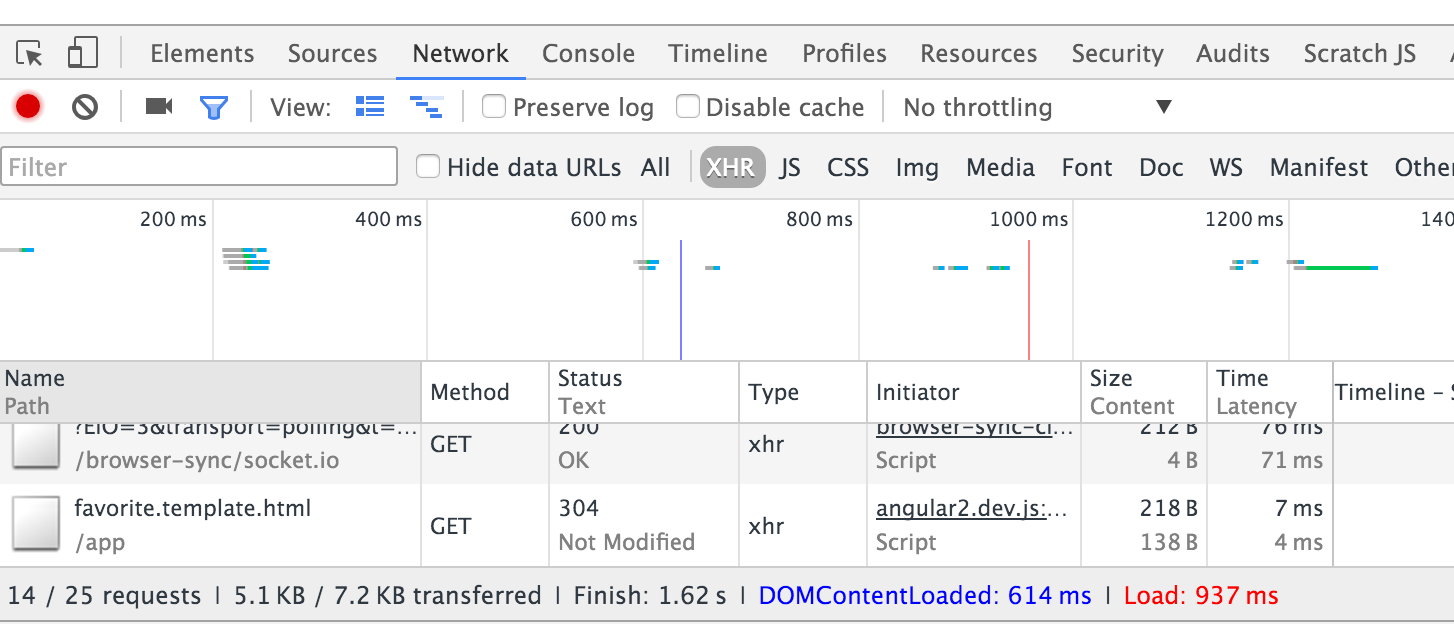 Elements Sources Network Console Timeline Profiles Resources Security Audits Scratch JS
View: Preserve log Disable cache No throttling
Filter Hide data URLs All XHR JS CSS Img Media Font Doc WS Manifest Other
200 ms 400 ms 600 ms 800 ms 1000 ms 1200 ms 140
Name Method Status Type Initiator Size Time Timeline –
Path Text Content Latency
?EIO=3&transport=polling&t=... GET 200 xhr browser-sync-cl... 212 B 76 ms
/browser-sync/socket.io OK Script 4 B 71 ms
favorite.template.html GET 304 xhr angular2.dev.js:... 218 B 7 ms
/app Not Modified Script 138 B 4 ms
14 / 25 requests | 5.1 KB / 7.2 KB transferred | Finish: 1.62 s | DOMContentLoaded: 614 ms | Load: 937 ms